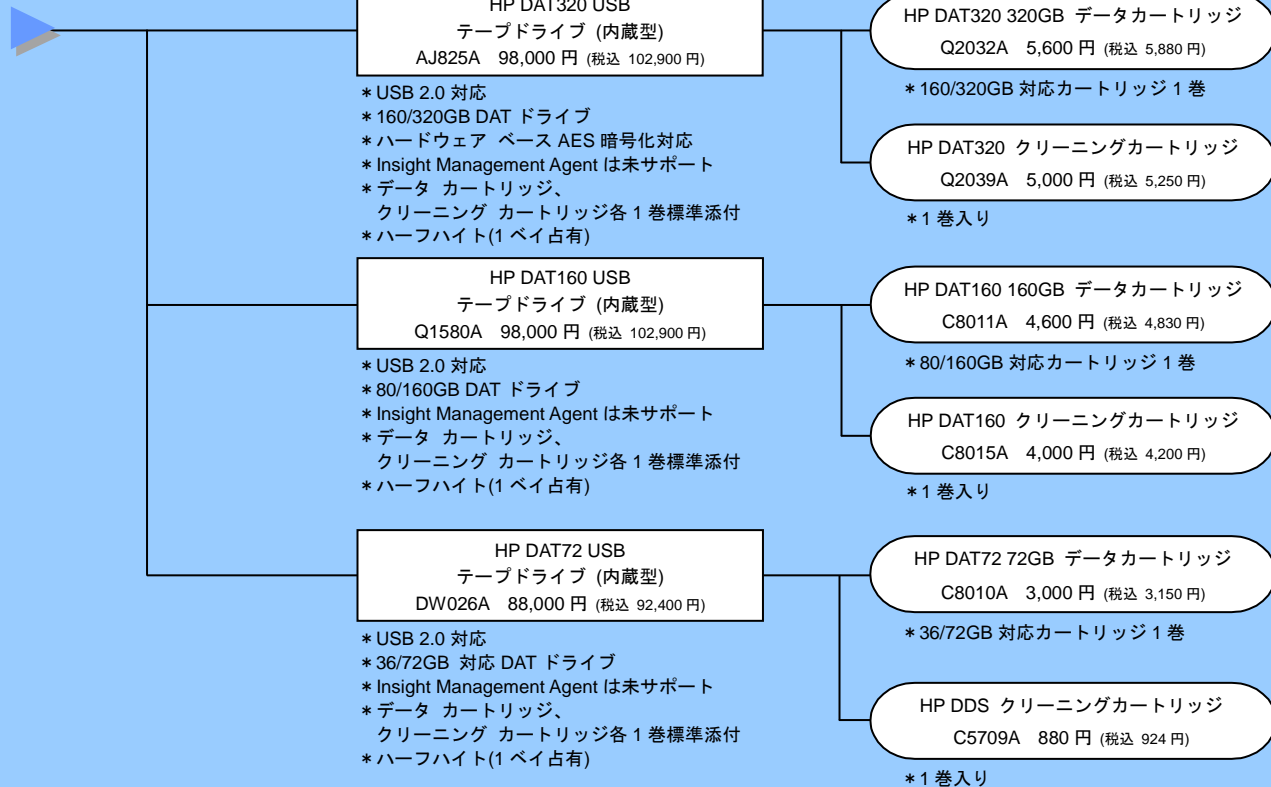 HP DAT320 USB
テープドライブ (内蔵型)
AJ825A 98,000 円 (税込 102,900 円)
＊USB 2.0 対応
＊160/320GB DAT ドライブ
＊ハードウェア ベース AES 暗号化対応
＊Insight Management Agent は未サポート
＊データ カートリッジ、
クリーニング カートリッジ各 1 巻標準添付
＊ハーフハイト(1 ベイ占有)
HP DAT320 320GB データカートリッジ
Q2032A 5,600 円 (税込 5,880 円)
＊160/320GB 対応カートリッジ 1 巻
HP DAT320 クリーニングカートリッジ
Q2039A 5,000 円 (税込 5,250 円)
＊1 巻入り
HP DAT160 USB
テープドライブ (内蔵型)
Q1580A 98,000 円 (税込 102,900 円)
＊USB 2.0 対応
＊80/160GB DAT ドライブ
＊Insight Management Agent は未サポート
＊データ カートリッジ、
クリーニング カートリッジ各 1 巻標準添付
＊ハーフハイト(1 ベイ占有)
HP DAT160 160GB データカートリッジ
C8011A 4,600 円 (税込 4,830 円)
＊80/160GB 対応カートリッジ 1 巻
HP DAT160 クリーニングカートリッジ
C8015A 4,000 円 (税込 4,200 円)
＊1 巻入り
HP DAT72 USB
テープドライブ (内蔵型)
DW026A 88,000 円 (税込 92,400 円)
＊USB 2.0 対応
＊36/72GB 対応 DAT ドライブ
＊Insight Management Agent は未サポート
＊データ カートリッジ、
クリーニング カートリッジ各 1 巻標準添付
＊ハーフハイト(1 ベイ占有)
HP DAT72 72GB データカートリッジ
C8010A 3,000 円 (税込 3,150 円)
＊36/72GB 対応カートリッジ 1 巻
HP DDS クリーニングカートリッジ
C5709A 880 円 (税込 924 円)
＊1 巻入り